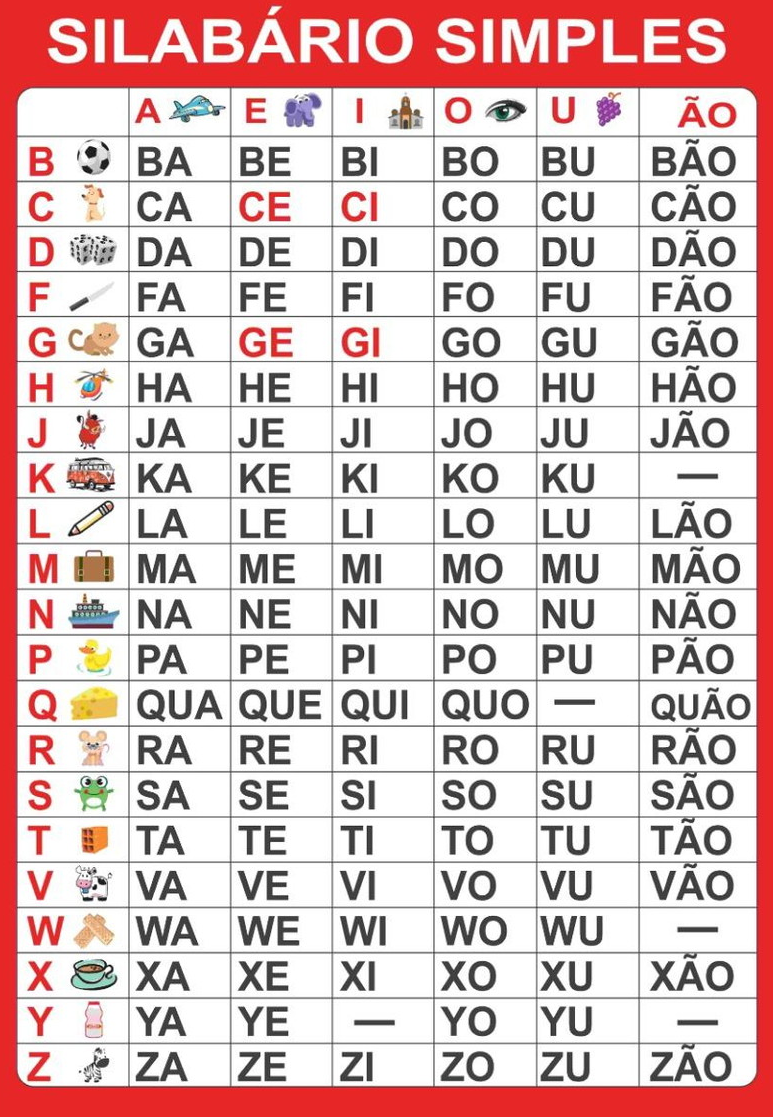 SILABÁRIO SIMPLES
A E I O U ÃO
B BA BE BI BO BU BÃO
C CA CE CI CO CU CÃO
D DA DE DI DO DU DÃO
F FA FE FI FO FU FÃO
G GA GE GI GO GU GÃO
H HA HE HI HO HU HÃO
J JA JE JI JO JU JÃO
K KA KE KI KO KU —
L LA LE LI LO LU LÃO
M MA ME MI MO MU MÃO
N NA NE NI NO NU NÃO
P PA PE PI PO PU PÃO
Q QUA QUE QUI QUO — QUÃO
R RA RE RI RO RU RÃO
S SA SE SI SO SU SÃO
T TA TE TI TO TU TÃO
V VA VE VI VO VU VÃO
W WA WE WI WO WU —
X XA XE XI XO XU XÃO
Y YA YE — YO YU —
Z ZA ZE ZI ZO ZU ZÃO